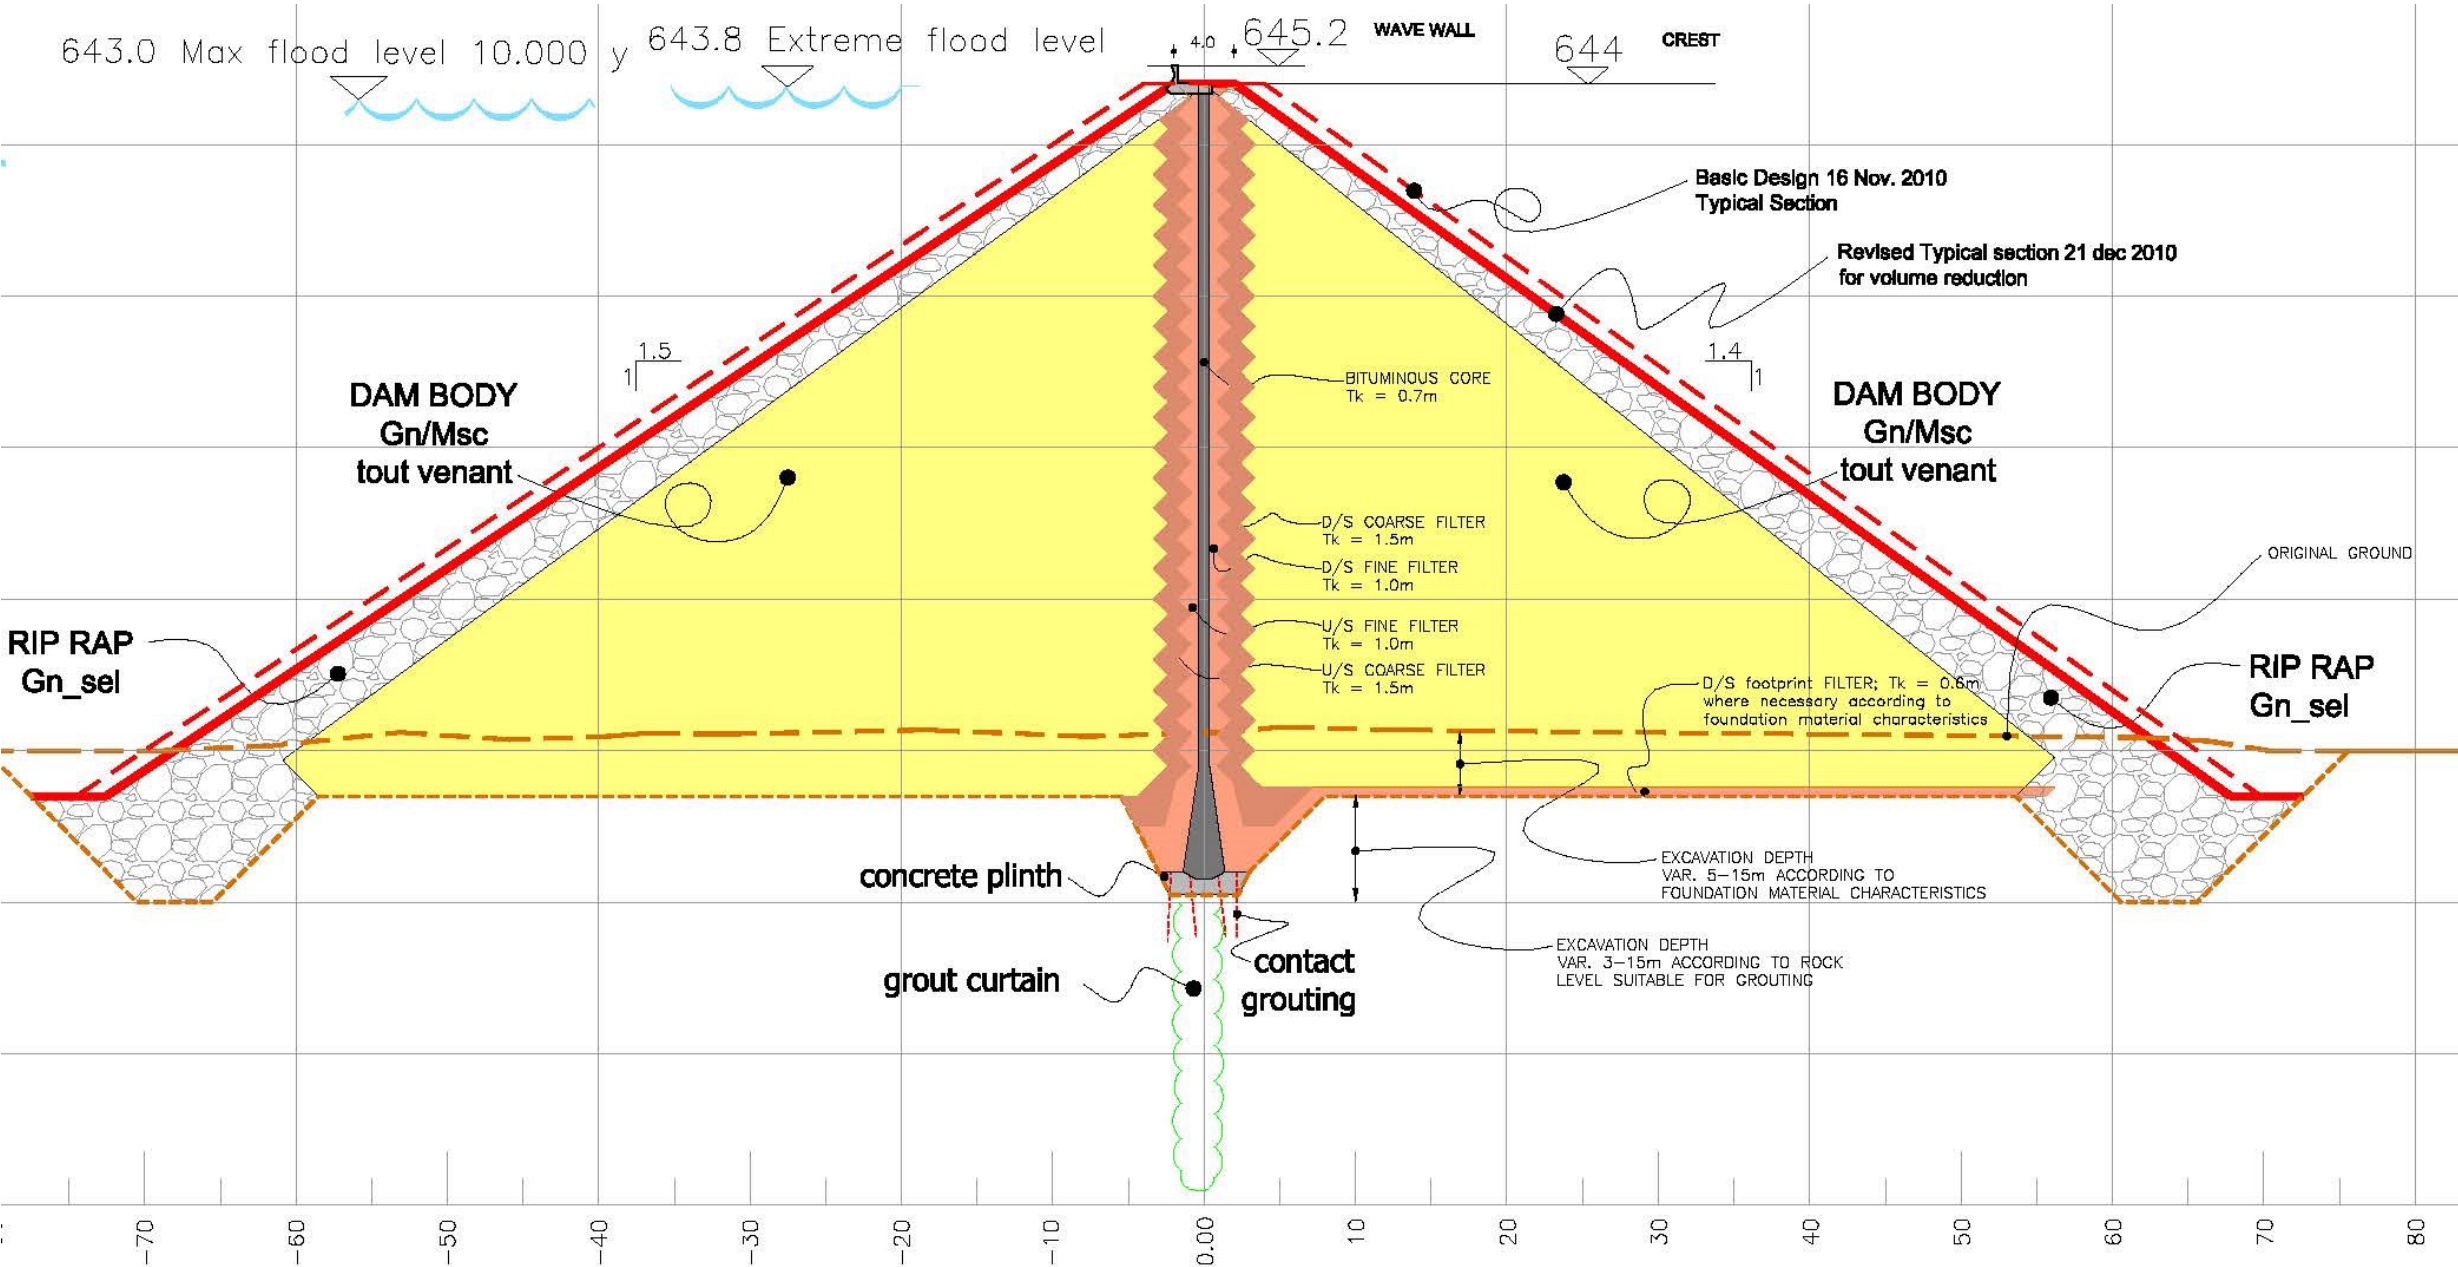 643.0 Max flood level 10.000 y
643.8 Extreme flood level
4.0
645.2
WAVE WALL
644
CREST
Basic Design 16 Nov. 2010
Typical Section
Revised Typical section 21 dec 2010
for volume reduction
1.5
1
1.4
1
DAM BODY
Gn/Msc
tout venant
BITUMINOUS CORE
Tk = 0.7m
DAM BODY
Gn/Msc
tout venant
D/S COARSE FILTER
Tk = 1.5m
D/S FINE FILTER
Tk = 1.0m
U/S FINE FILTER
Tk = 1.0m
U/S COARSE FILTER
Tk = 1.5m
ORIGINAL GROUND
RIP RAP
Gn_sel
D/S footprint FILTER; Tk = 0.6m
where necessary according to
foundation material characteristics
RIP RAP
Gn_sel
concrete plinth
EXCAVATION DEPTH
VAR. 5-15m ACCORDING TO
FOUNDATION MATERIAL CHARACTERISTICS
grout curtain
contact
grouting
EXCAVATION DEPTH
VAR. 3-15m ACCORDING TO ROCK
LEVEL SUITABLE FOR GROUTING
-70
-60
-50
-40
-30
-20
-10
0.00
10
20
30
40
50
60
70
80